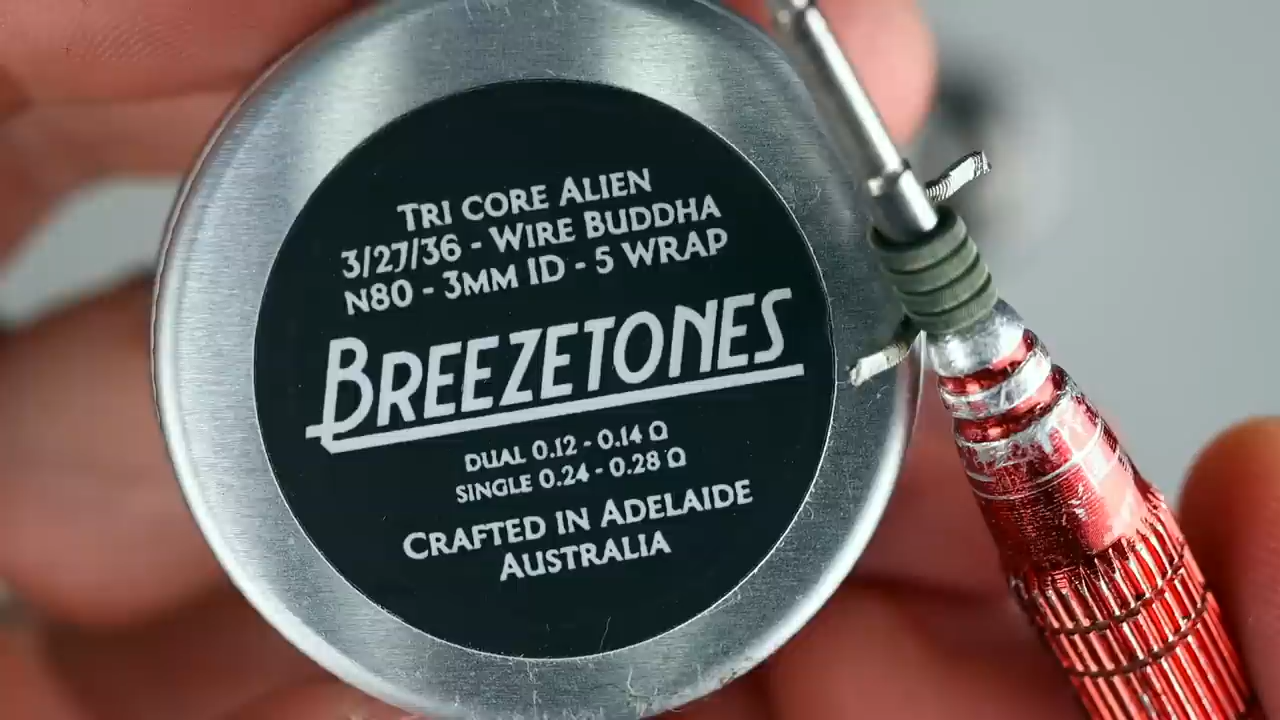 TRI CORE ALIEN
3/27/36 - WIRE BUDDHA
N80 - 3MM ID - 5 WRAP
BREEZETONES
DUAL 0.12 - 0.14 Ω
SINGLE 0.24 - 0.28 Ω
CRAFTED IN ADELAIDE
AUSTRALIA